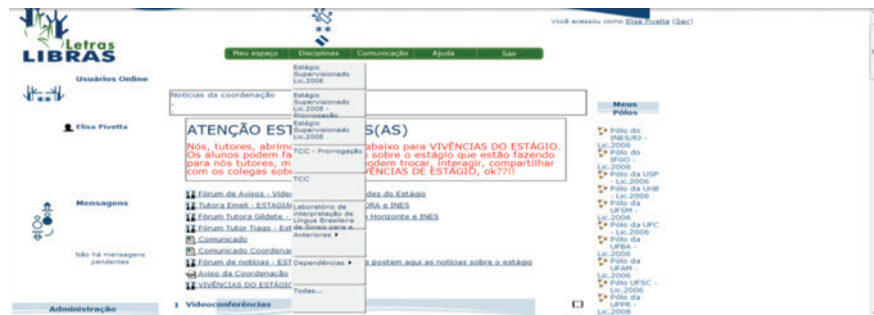 Você acessou como Elisa Pivetta (Sair)
Letras
LIBRAS
Meu espaço Disciplinas Comunicação Ajuda Sair
Usuários Online
Elisa Pivetta
Mensagens
Não há mensagens
pendentes
Administração
Estágio
Supervisionado
Lic.2006
Estágio
Supervisionado
Lic.2008 -
Prorrogação
Estágio
Supervisionado
Lic.2008
TCC - Prorrogação
TCC
Laboratório de
interpretação de
Língua Brasileira
de Sinais para a
Anteriores
Dependências
Todas...
Notícias da coordenação
-
-
ATENÇÃO EST S(AS)
Nós, tutores, abrim abaixo para VIVÊNCIAS DO ESTÁGIO.
Os alunos podem fa s sobre o estágio que estão fazendo
para nós tutores, m podem trocar, interagir, compartilhar
com os colegas sob VÊNCIAS DE ESTÁGIO, ok??!!
Fórum de Avisos - Vide des do Estágio
Tutora Emeli - ESTAGIÁ ORA e INES
Fórum Tutora Gildete - Horizonte e INES
Fórum Tutor Tiago - Est
Comunicado
Comunicado Coordena
Fórum de notícias - EST s postem aqui as notícias sobre o estágio
Aviso da Coordenação
VIVÊNCIAS DO ESTÁGIO
1 Videoconferências
Meus
Pólos
Pólo do
INES/RJ -
Lic.2006
Pólo do
IFGO -
Lic.2006
Pólo da USP
- Lic.2006
Pólo da UnB
- Lic.2006
Pólo da
UFSM -
Lic.2006
Pólo da UFC
- Lic.2006
Pólo da
UFBA -
Lic.2006
Pólo da
UFAM -
Lic.2006
Pólo UFSC -
Lic.2006
Pólo da
UFPR -
Lic.2008